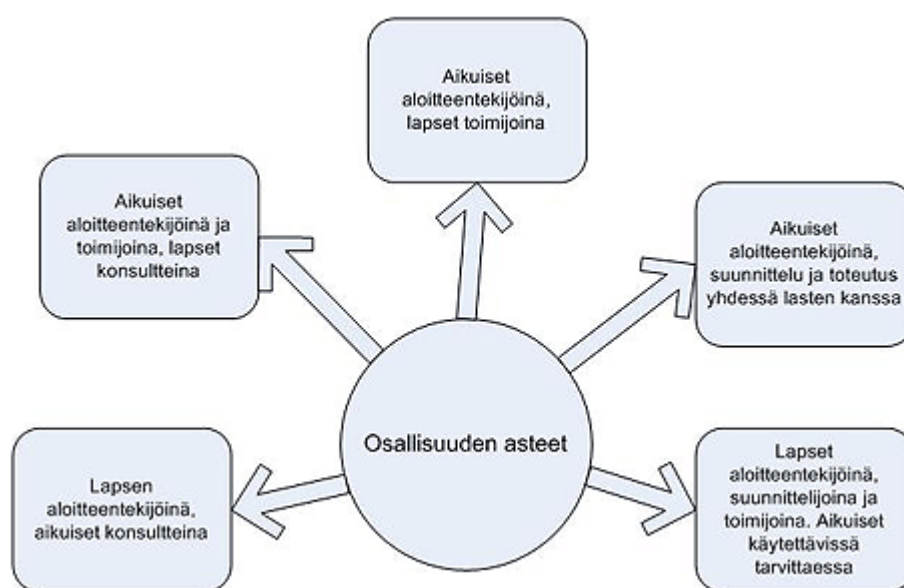 Aikuiset
aloitteentekijöinä,
lapset toimijoina
Aikuiset
aloitteentekijöinä ja
toimijoina, lapset
konsultteina
Aikuiset
aloitteentekijöinä,
suunnittelu ja toteutus
yhdessä lasten kanssa
Osallisuuden asteet
Lapsen
aloitteentekijöinä,
aikuiset konsultteina
Lapset
aloitteentekijöinä,
suunnittelijoina ja
toimijoina. Aikuiset
käytettävissä
tarvittaessa